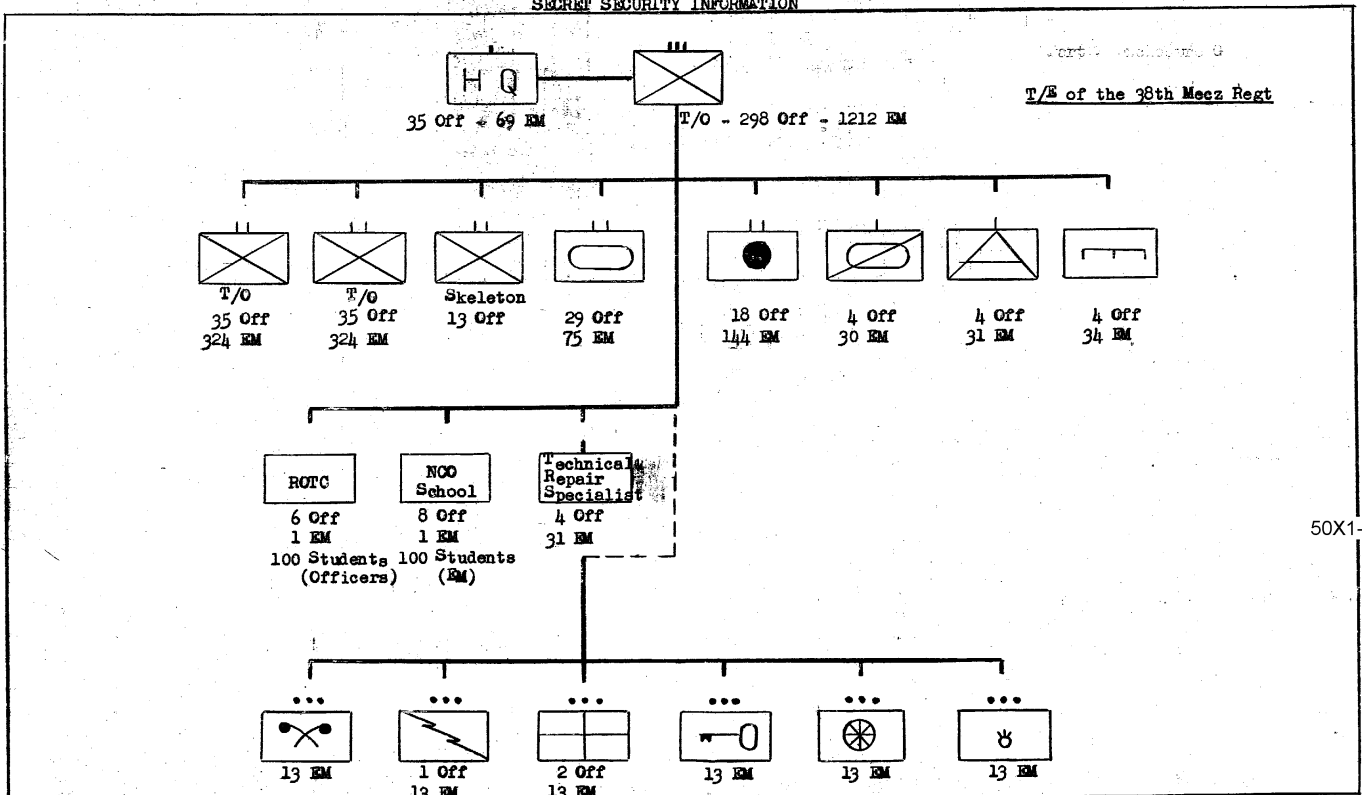 SECRET SECURITY INFORMATION
T/E of the 38th Mecz Regt
H Q
35 Off - 69 EM
T/O - 298 Off - 1212 EM
T/O
35 Off
324 EM
T/O
35 Off
324 EM
Skeleton
13 Off
29 Off
75 EM
18 Off
144 EM
4 Off
30 EM
4 Off
31 EM
4 Off
34 EM
ROTC
6 Off
1 EM
100 Students
(Officers)
NCO
School
8 Off
1 EM
100 Students
(EM)
Technical
Repair
Specialist
4 Off
31 EM
50X1-
13 EM
1 Off
13 EM
2 Off
13 EM
13 EM
13 EM
13 EM